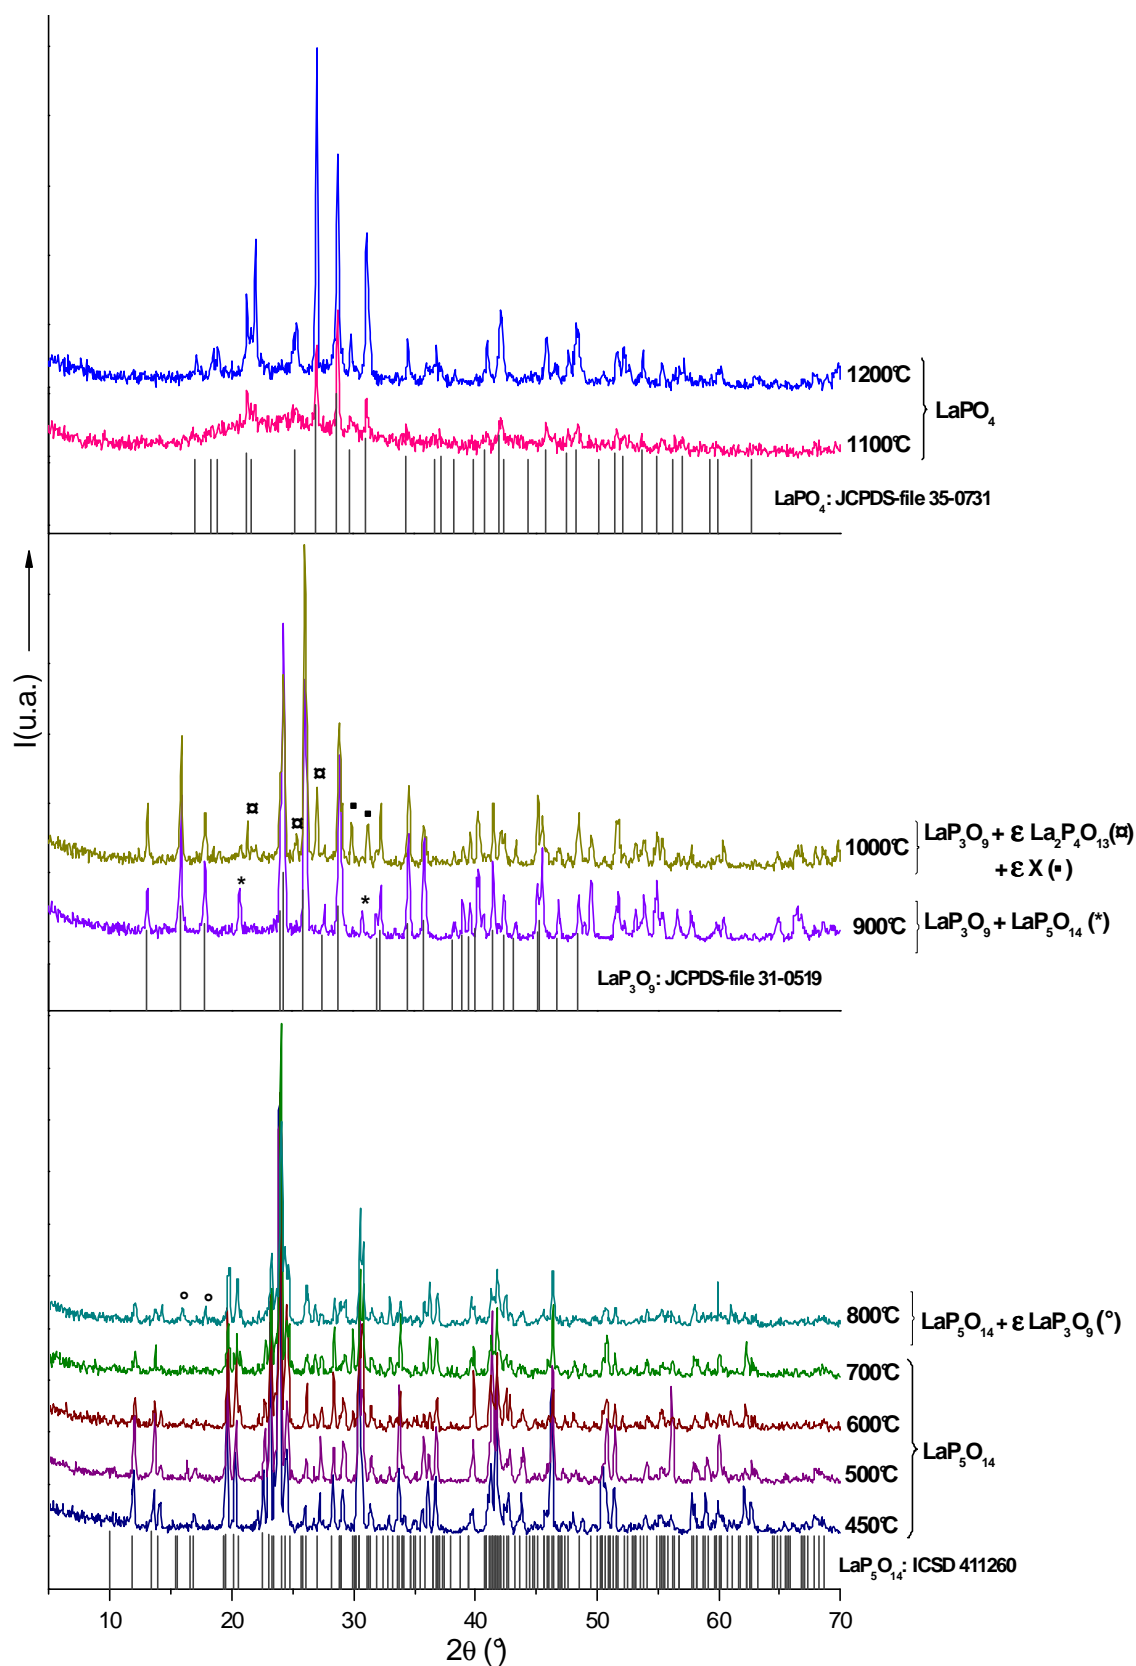 1200°C
LaPO₄
1100°C
LaPO₄: JCPDS-file 35-0731
I(u.a.)
1000°C
LaP₃O₉ + ε La₂P₄O₁₃(¤)
+ ε X (▪)
900°C
LaP₃O₉ + LaP₅O₁₄ (*)
LaP₃O₉: JCPDS-file 31-0519
800°C
LaP₅O₁₄ + ε LaP₃O₉ (°)
700°C
600°C
LaP₅O₁₄
500°C
450°C
LaP₅O₁₄: ICSD 411260
10 20 30 40 50 60 70
2θ (°)